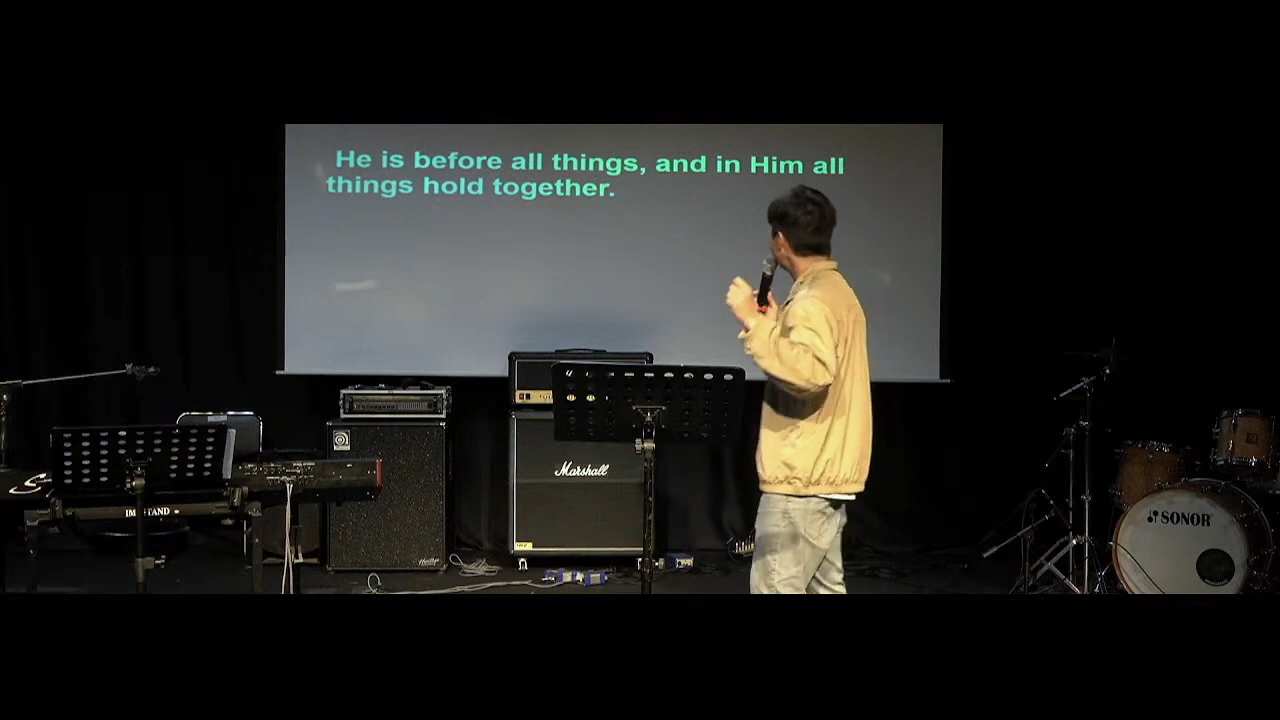 He is before all things, and in Him all
things hold together.
Marshall
SONOR